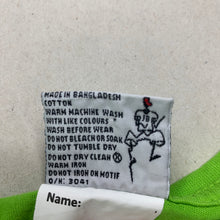 MADE IN BANGLADESH
COTTON
WARM MACHINE WASH
WITH LIKE COLOURS
WASH BEFORE WEAR
DO NOT BLEACH OR SOAK
DO NOT TUMBLE DRY
DO NOT DRY CLEAN
WARM IRON
DO NOT IRON ON MOTIF
O/N: 3041
Name: